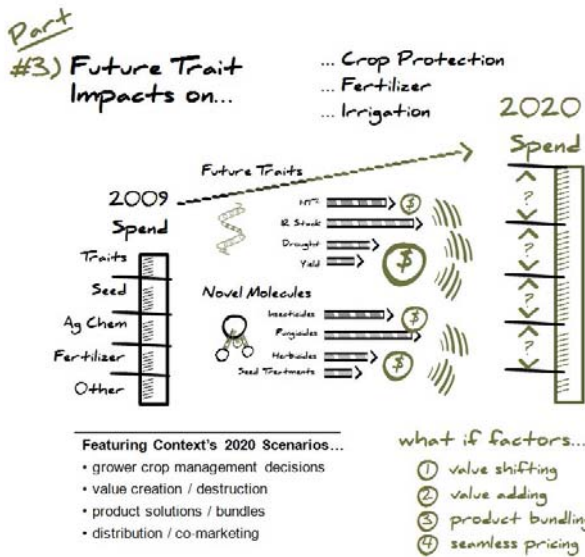 Part
#3) Future Trait
Impacts on...
... Crop Protection
... Fertilizer
... Irrigation
2020
Spend
Future Traits
2009
Spend
Traits
Seed
Ag Chem
Fertilizer
Other
IR Stack
Drought
Yield
$
$
Novel Molecules
Insecticides
Fungicides
Herbicides
Seed Treatments
$
$
?
?
?
?
Featuring Context's 2020 Scenarios...
• grower crop management decisions
• value creation / destruction
• product solutions / bundles
• distribution / co-marketing
what if factors...
1 value shifting
2 value adding
3 product bundling
4 seamless pricing